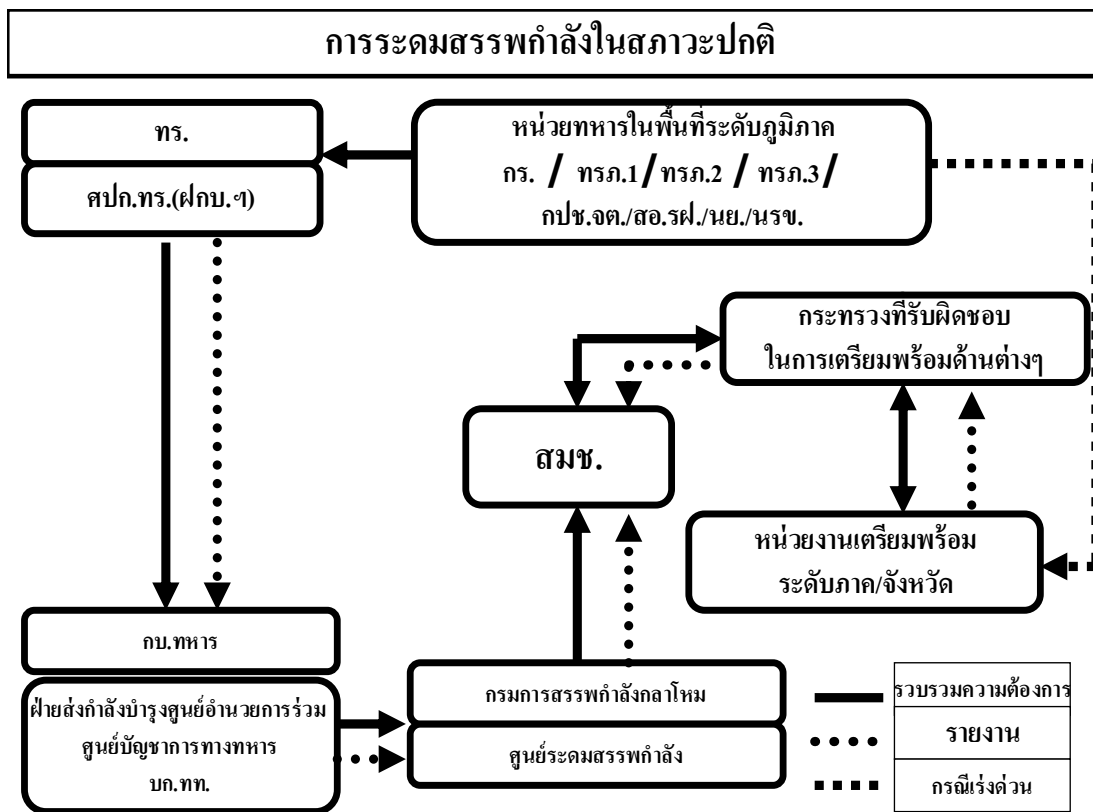 การระดมสรรพกำลังในสภาวะปกติ
ทร.
ศปก.ทร.(ฝกบ.ฯ)
หน่วยทหารในพื้นที่ระดับภูมิภาค
กร. / ทรภ.1/ ทรภ.2 / ทรภ.3/
กปช.จต./สอ.รฝ./นย./นรข.
กระทรวงที่รับผิดชอบ
ในการเตรียมพร้อมด้านต่างๆ
สมช.
หน่วยงานเตรียมพร้อม
ระดับภาค/จังหวัด
กบ.ทหาร
ฝ่ายส่งกำลังบำรุงศูนย์อำนวยการร่วม
ศูนย์บัญชาการทางทหาร
บก.ทท.
กรมการสรรพกำลังกลาโหม
ศูนย์ระดมสรรพกำลัง
รวบรวมความต้องการ
รายงาน
กรณีเร่งด่วน